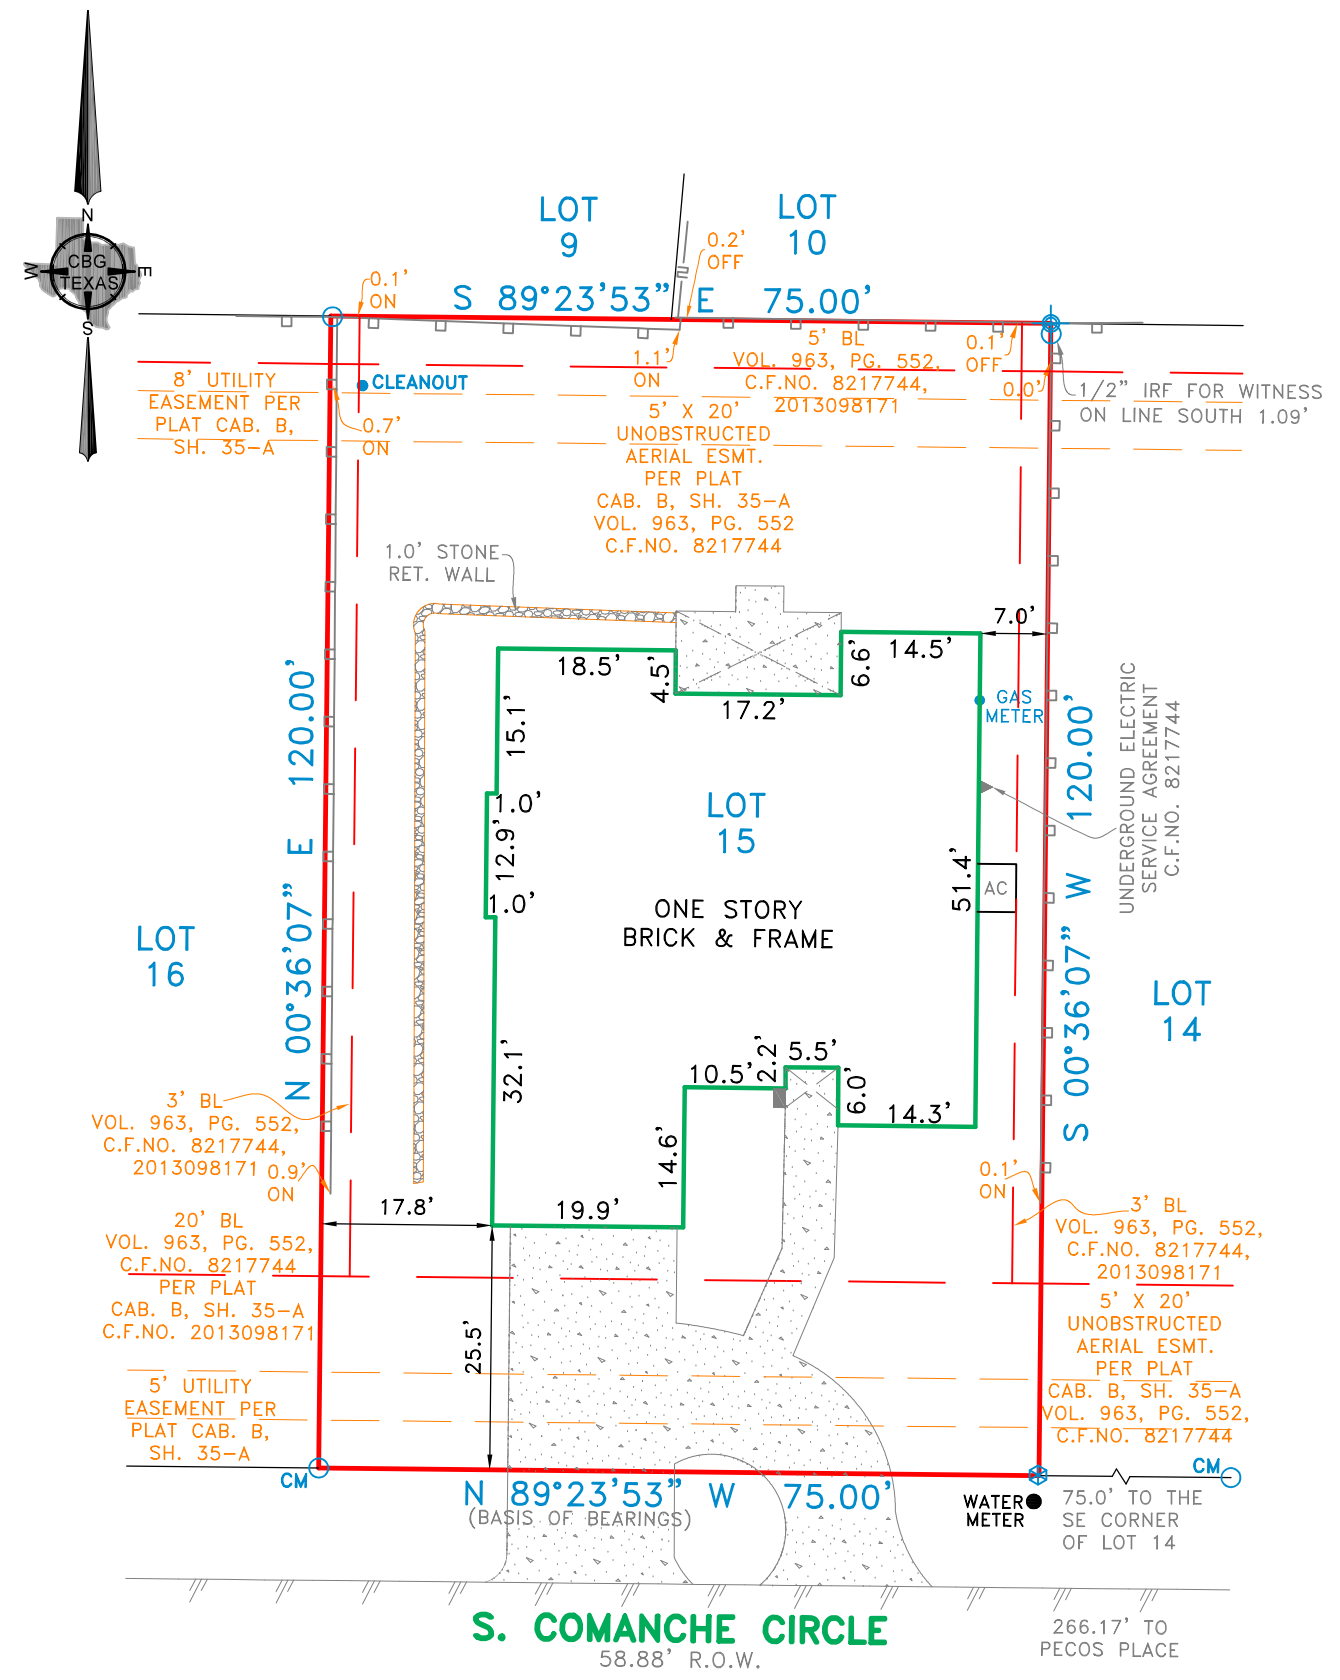 N
CBG
TEXAS
W
E
S
LOT
9
LOT
10
0.2'
OFF
0.1'
ON
S 89°23'53" E 75.00'
8' UTILITY
EASEMENT PER
PLAT CAB. B,
SH. 35-A
CLEANOUT
0.7'
ON
1.1'
ON
5' BL
VOL. 963, PG. 552,
C.F.NO. 8217744,
2013098171
0.1'
OFF
0.0'
1/2" IRF FOR WITNESS
ON LINE SOUTH 1.09'
5' X 20'
UNOBSTRUCTED
AERIAL ESMT.
PER PLAT
CAB. B, SH. 35-A
VOL. 963, PG. 552
C.F.NO. 8217744
1.0' STONE
RET. WALL
7.0'
18.5'
4.5'
17.2'
6.6'
14.5'
15.1'
GAS
METER
UNDERGROUND ELECTRIC
SERVICE AGREEMENT
C.F.NO. 8217744
N 00°36'07" E 120.00'
S 00°36'07" W 120.00'
1.0'
12.9'
1.0'
LOT
15
51.4'
AC
ONE STORY
BRICK & FRAME
LOT
16
LOT
14
32.1'
10.5'
2.2'
5.5'
6.0'
14.3'
14.6'
3' BL
VOL. 963, PG. 552,
C.F.NO. 8217744,
2013098171
0.9'
ON
0.1'
ON
17.8'
19.9'
3' BL
VOL. 963, PG. 552,
C.F.NO. 8217744,
2013098171
20' BL
VOL. 963, PG. 552,
C.F.NO. 8217744
PER PLAT
CAB. B, SH. 35-A
C.F.NO. 2013098171
25.5'
5' X 20'
UNOBSTRUCTED
AERIAL ESMT.
PER PLAT
CAB. B, SH. 35-A
VOL. 963, PG. 552,
C.F.NO. 8217744
5' UTILITY
EASEMENT PER
PLAT CAB. B,
SH. 35-A
CM
CM
N 89°23'53" W 75.00'
(BASIS OF BEARINGS)
WATER
METER
75.0' TO THE
SE CORNER
OF LOT 14
S. COMANCHE CIRCLE
58.88' R.O.W.
266.17' TO
PECOS PLACE